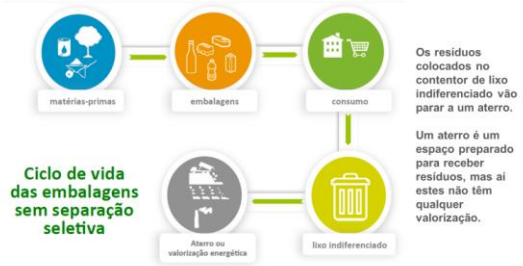 matérias-primas
embalagens
consumo
Os resíduos
colocados no
contentor de lixo
indiferenciado vão
parar a um aterro.
Um aterro é um
espaço preparado
para receber
resíduos, mas aí
estes não têm
qualquer
valorização.
Ciclo de vida
das embalagens
sem separação
seletiva
Aterro ou
valorização energética
lixo indiferenciado